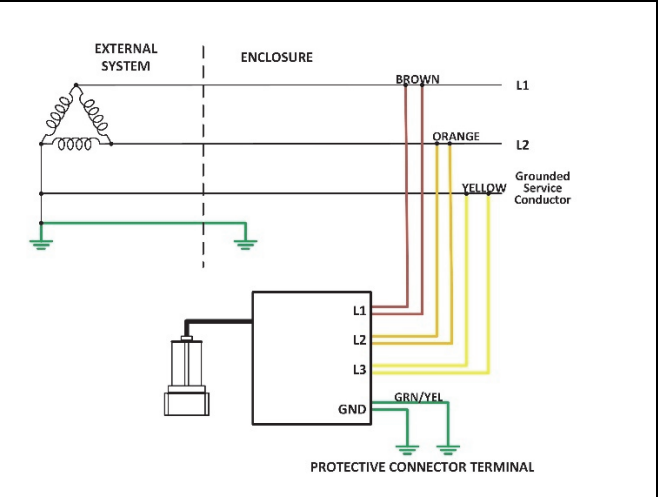 EXTERNAL
SYSTEM
ENCLOSURE
BROWN
L1
ORANGE
L2
Grounded
Service
Conductor
YELLOW
L1
L2
L3
GND
GRN/YEL
PROTECTIVE CONNECTOR TERMINAL